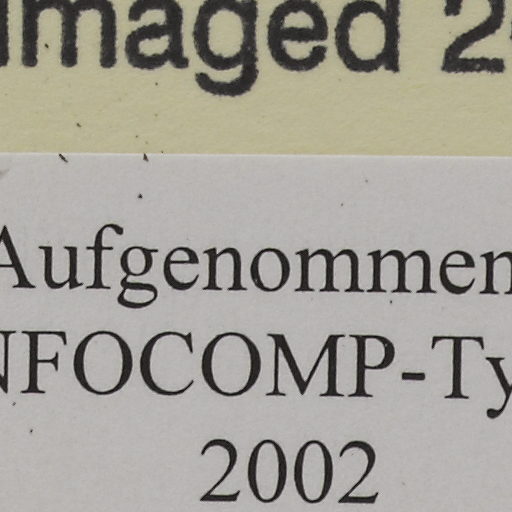 imaged 2
Aufgenommen
NFOCOMP-Ty
2002